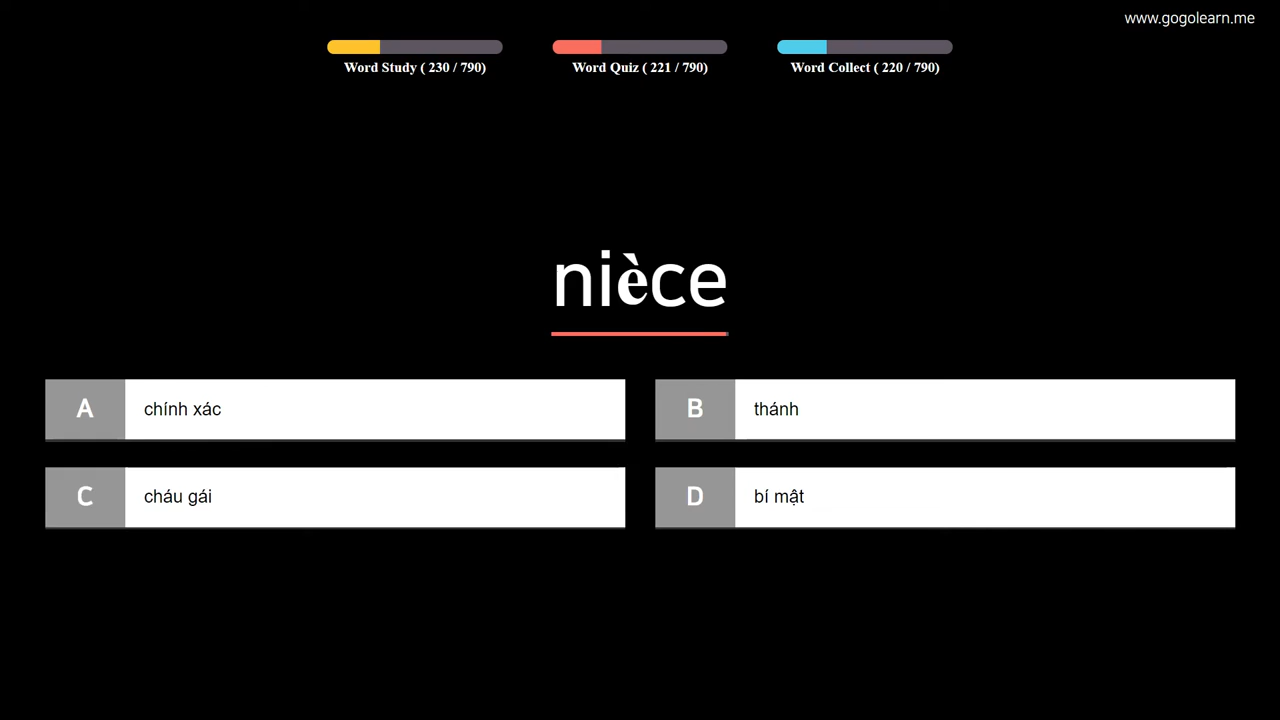 www.gogolearn.me
Word Study ( 230 / 790)
Word Quiz ( 221 / 790)
Word Collect ( 220 / 790)
nièce
A chính xác
B thánh
C cháu gái
D bí mật